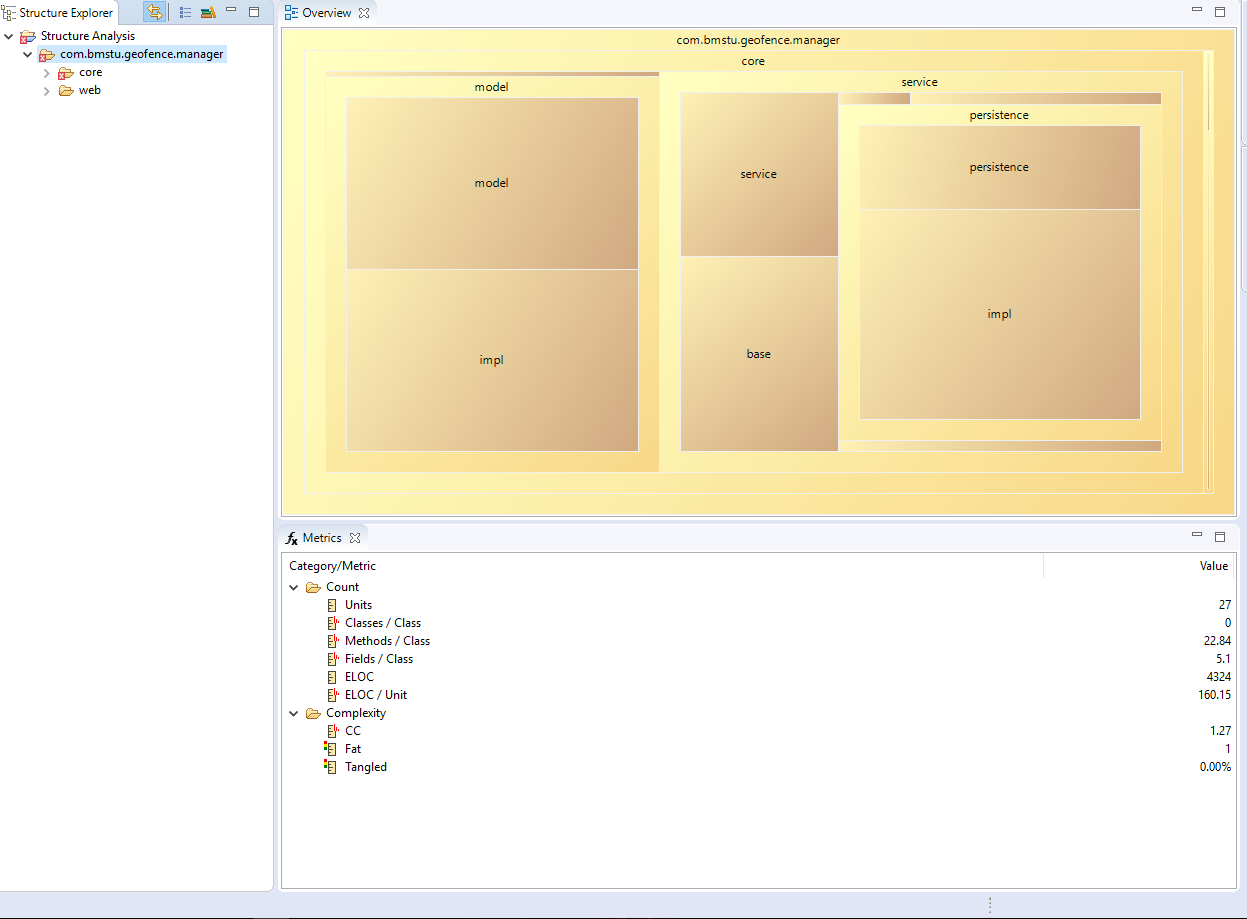 Structure Explorer
Structure Analysis
com.bmstu.geofence.manager
core
web
Overview
com.bmstu.geofence.manager
core
model
model
impl
service
service
base
persistence
persistence
impl
fx Metrics
Category/Metric Value
Count
Units 27
Classes / Class 0
Methods / Class 22.84
Fields / Class 5.1
ELOC 4324
ELOC / Unit 160.15
Complexity
CC 1.27
Fat 1
Tangled 0.00%